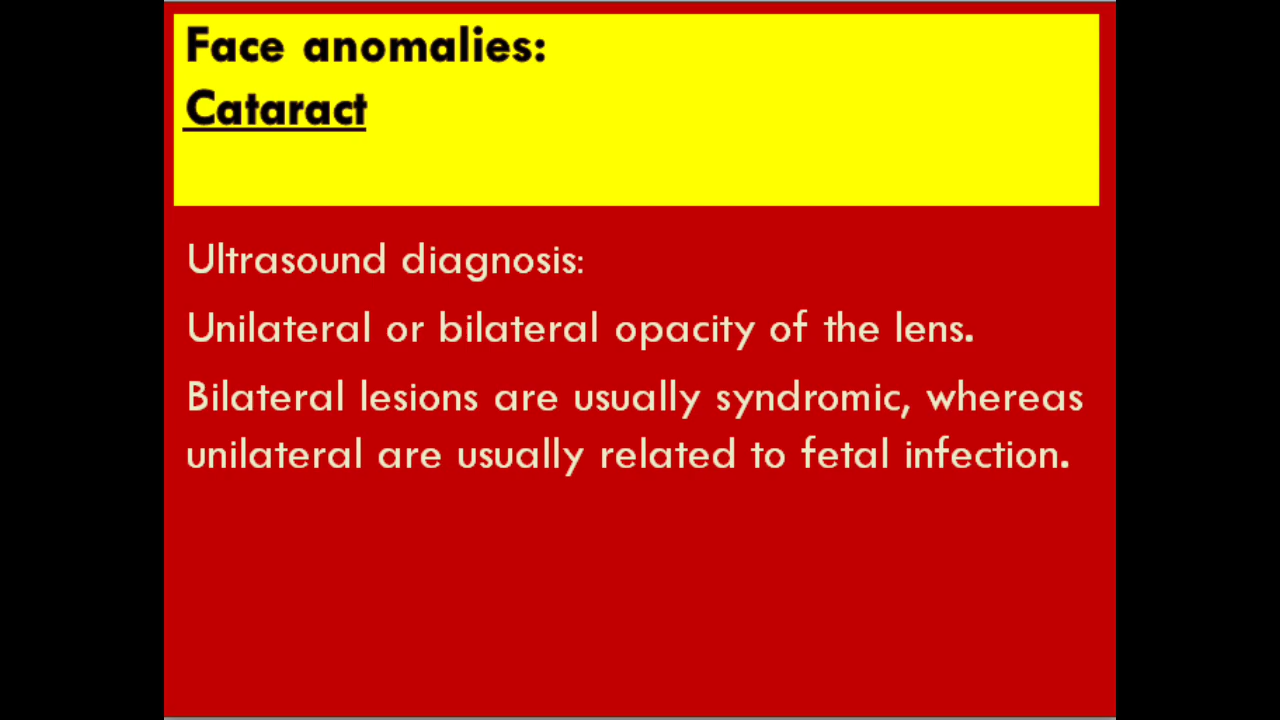 Face anomalies:
Cataract
Ultrasound diagnosis:
Unilateral or bilateral opacity of the lens.
Bilateral lesions are usually syndromic, whereas
unilateral are usually related to fetal infection.